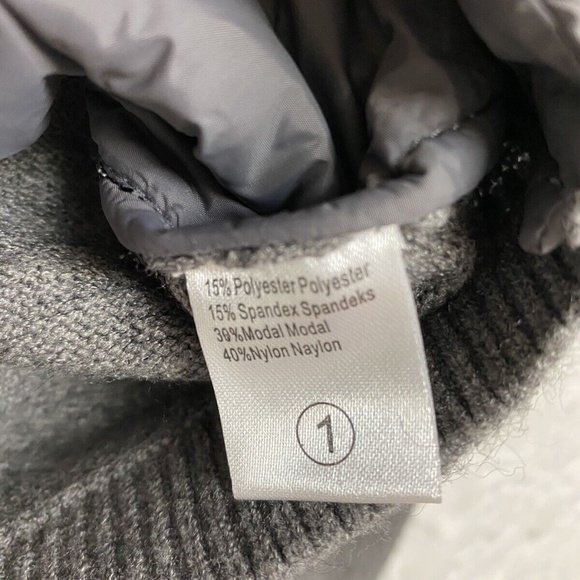 15% Polyester Polyester
15% Spandex Spandeks
30%Modal Modal
40%Nylon Naylon
1